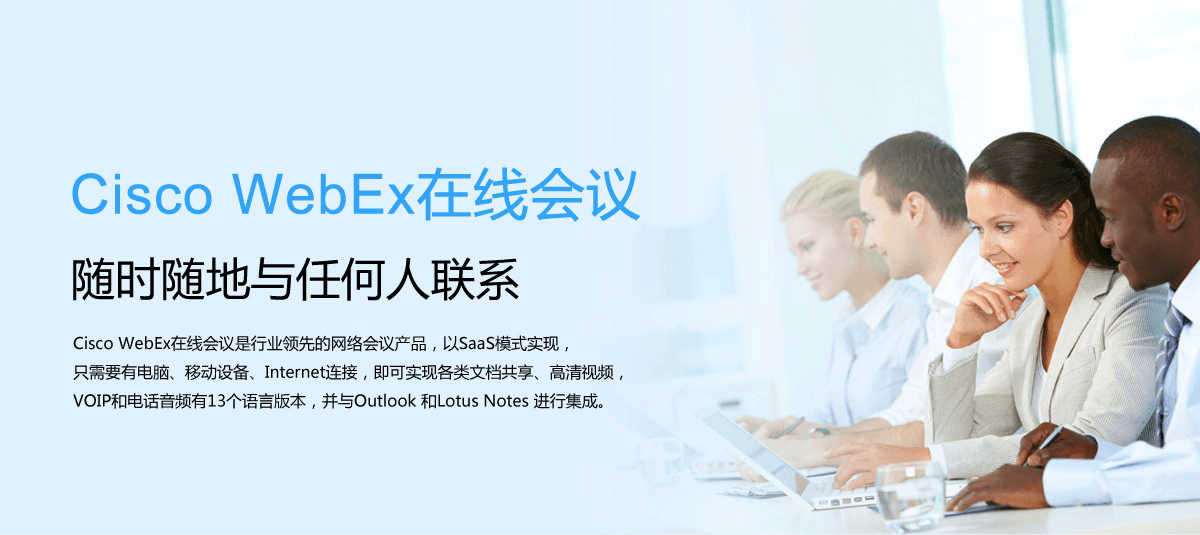 Cisco WebEx在线会议
随时随地与任何人联系
Cisco WebEx在线会议是行业领先的网络会议产品，以SaaS模式实现，
只需要有电脑、移动设备、Internet连接，即可实现各类文档共享、高清视频，
VOIP和电话音频有13个语言版本，并与Outlook 和Lotus Notes 进行集成。